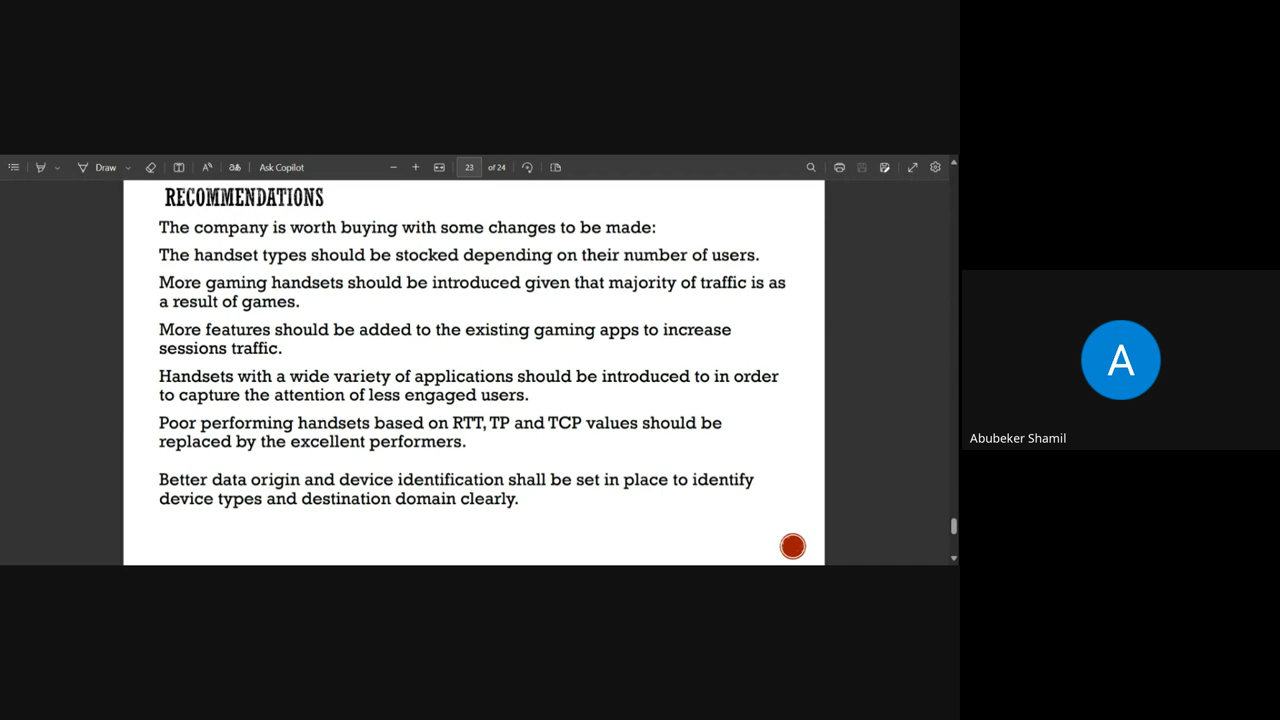 Draw
Ask Copilot
23 of 24
RECOMMENDATIONS
The company is worth buying with some changes to be made:
The handset types should be stocked depending on their number of users.
More gaming handsets should be introduced given that majority of traffic is as
a result of games.
More features should be added to the existing gaming apps to increase
sessions traffic.
Handsets with a wide variety of applications should be introduced to in order
to capture the attention of less engaged users.
Poor performing handsets based on RTT, TP and TCP values should be
replaced by the excellent performers.
Better data origin and device identification shall be set in place to identify
device types and destination domain clearly.
A
Abubeker Shamil